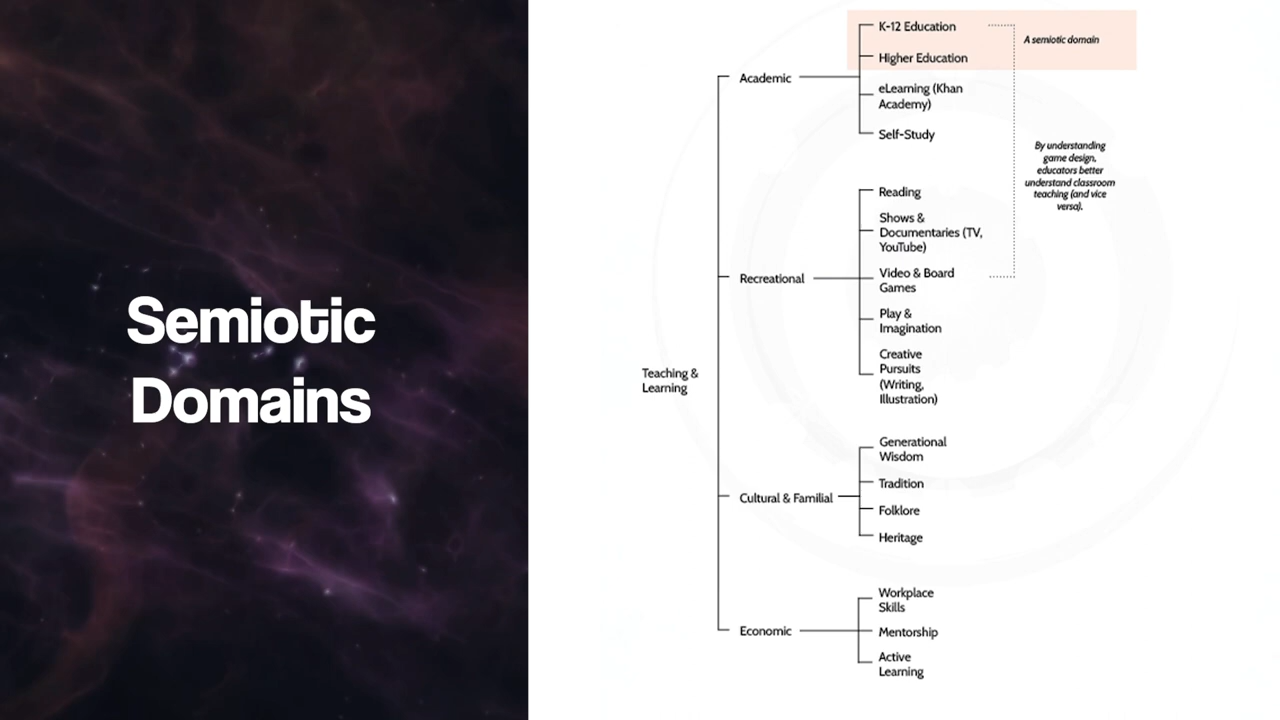 Semiotic
Domains
Teaching &
Learning
Academic
K-12 Education
Higher Education
eLearning (Khan
Academy)
Self-Study
A semiotic domain
By understanding
game design,
educators better
understand classroom
teaching (and vice
versa).
Recreational
Reading
Shows &
Documentaries (TV,
YouTube)
Video & Board
Games
Play &
Imagination
Creative
Pursuits
(Writing,
Illustration)
Cultural & Familial
Generational
Wisdom
Tradition
Folklore
Heritage
Economic
Workplace
Skills
Mentorship
Active
Learning